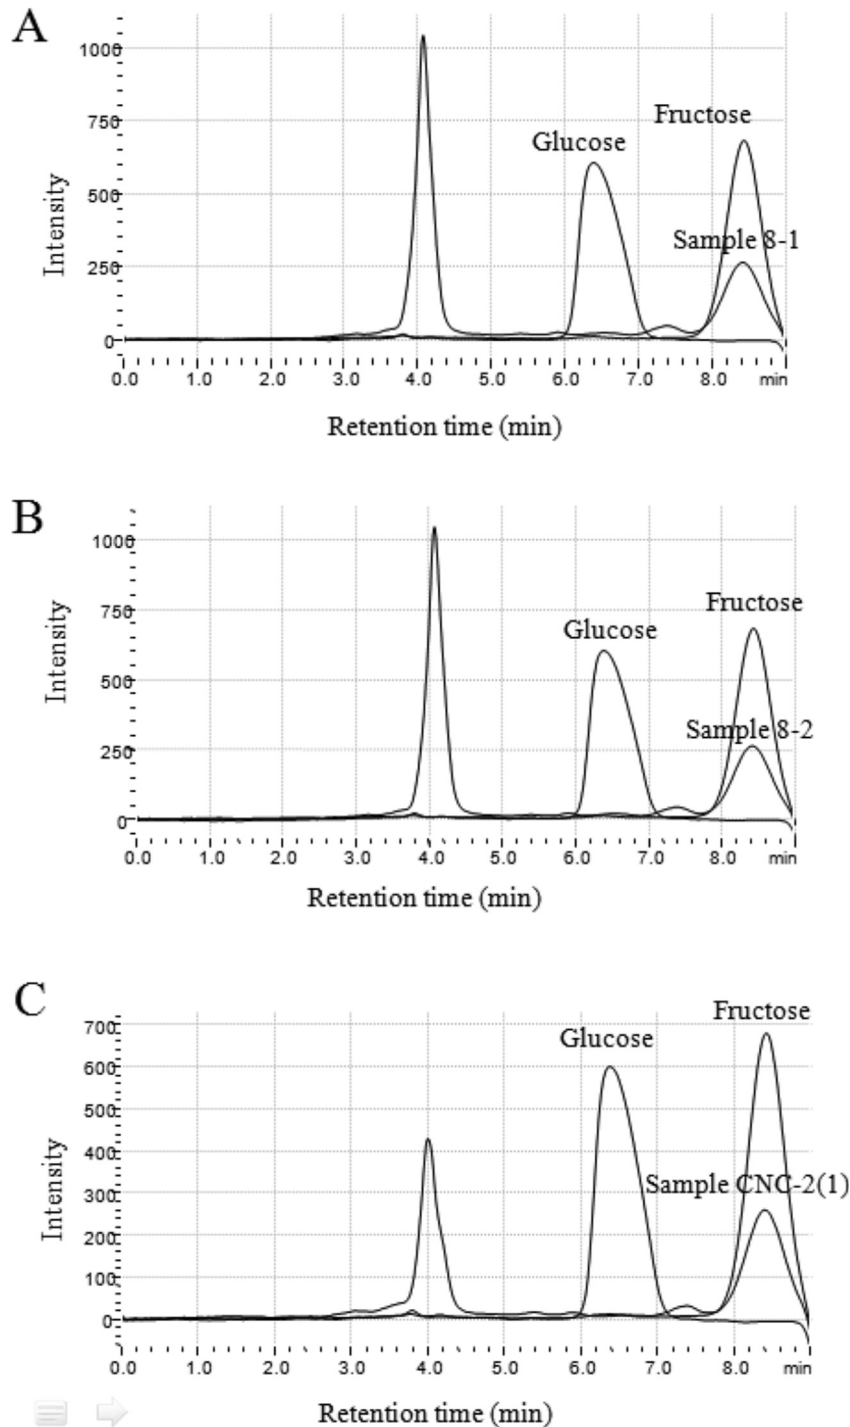 A
1000
750
500
250
0
Intensity
Glucose
Fructose
Sample 8-1
0.0 1.0 2.0 3.0 4.0 5.0 6.0 7.0 8.0 min
Retention time (min)
B
1000
750
500
250
0
Intensity
Glucose
Fructose
Sample 8-2
0.0 1.0 2.0 3.0 4.0 5.0 6.0 7.0 8.0 min
Retention time (min)
C
700
600
500
400
300
200
100
0
Intensity
Glucose
Fructose
Sample CNC-2(1)
0.0 1.0 2.0 3.0 4.0 5.0 6.0 7.0 8.0 min
Retention time (min)